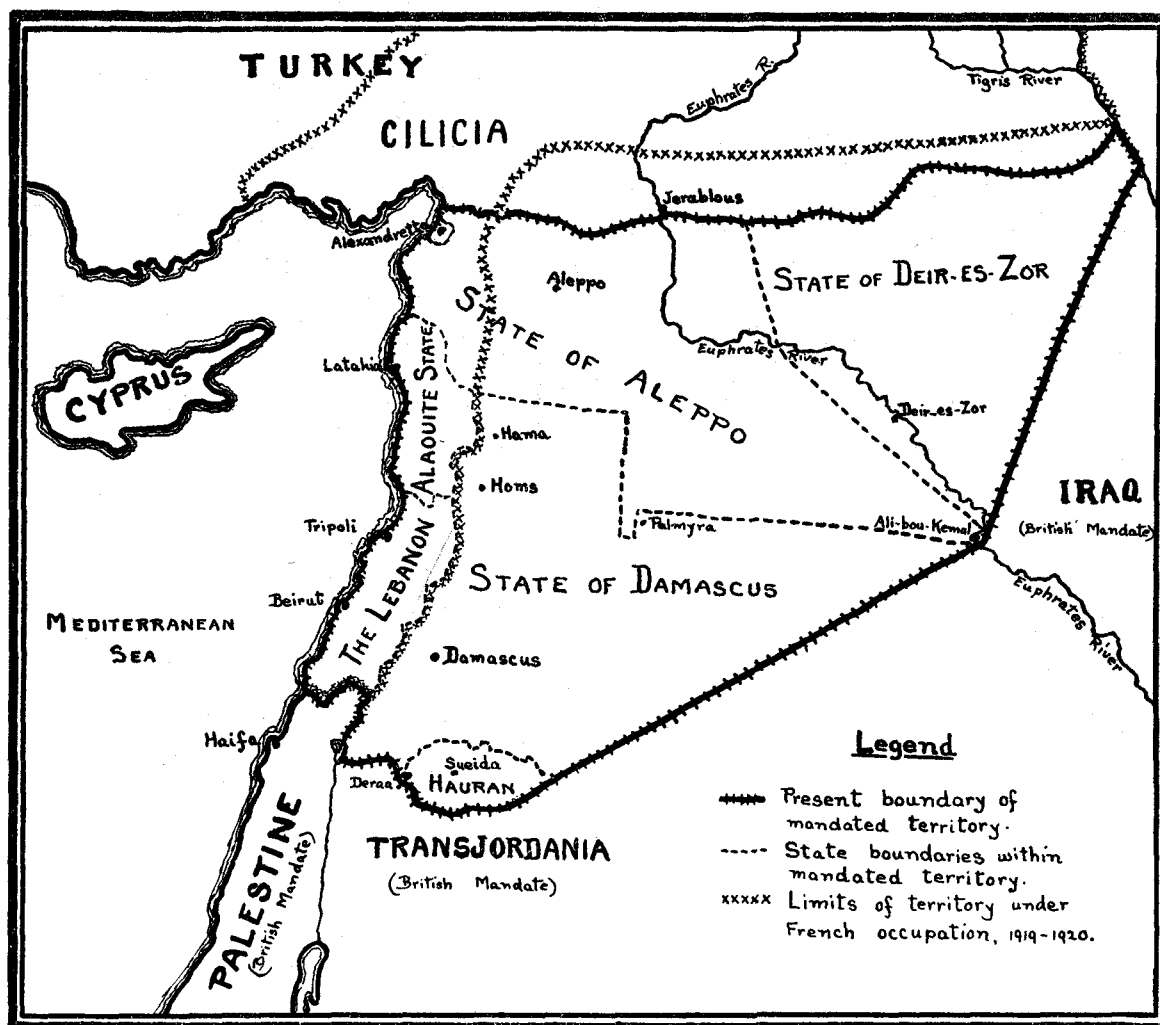 TURKEY
CILICIA
Euphrates R.
Tigris River
Jerablous
Alexandretta
Aleppo
STATE OF DEIR-ES-ZOR
STATE OF ALEPPO
Euphrates River
CYPRUS
Latakia
ALAOUITE STATE
Deir-es-Zor
Hama
Homs
IRAQ
(British Mandate)
Tripoli
Palmyra
Ali-bou-Kemal
THE LEBANON
STATE OF DAMASCUS
Euphrates River
Beirut
MEDITERRANEAN
SEA
Damascus
Haifa
Sueida
HAURAN
Deraa
PALESTINE
(British Mandate)
TRANSJORDANIA
(British Mandate)
Legend
Present boundary of
mandated territory.
State boundaries within
mandated territory.
xxxxx Limits of territory under
French occupation, 1919-1920.